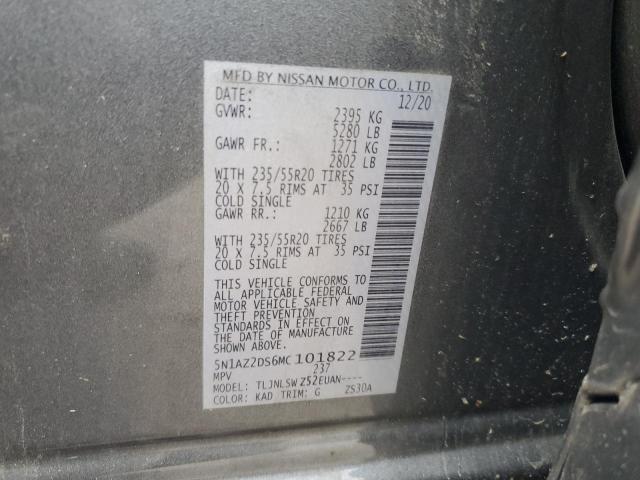 MFD BY NISSAN MOTOR CO., LTD.
DATE: 12/20
GVWR: 2395 KG
5280 LB
GAWR FR.: 1271 KG
2802 LB
WITH 235/55R20 TIRES
20 X 7.5 RIMS AT 35 PSI
COLD SINGLE
GAWR RR.: 1210 KG
2667 LB
WITH 235/55R20 TIRES
20 X 7.5 RIMS AT 35 PSI
COLD SINGLE
THIS VEHICLE CONFORMS TO
ALL APPLICABLE FEDERAL
MOTOR VEHICLE SAFETY AND
THEFT PREVENTION
STANDARDS IN EFFECT ON
THE DATE OF MANUFACTURE
SHOWN ABOVE.
5N1AZ2DS6MC101822
MPV 237
MODEL: TLJNLSW Z52EUAN----
COLOR: KAD TRIM: G ZS30A